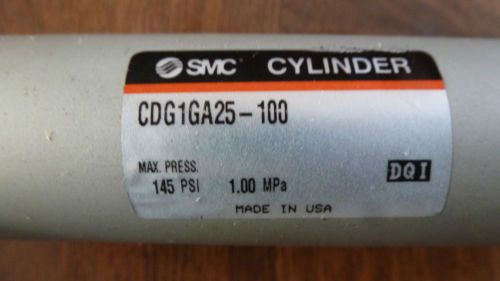 SMC CYLINDER
CDG1GA25-100
MAX. PRESS.
145 PSI 1.00 MPa
DQI
MADE IN USA